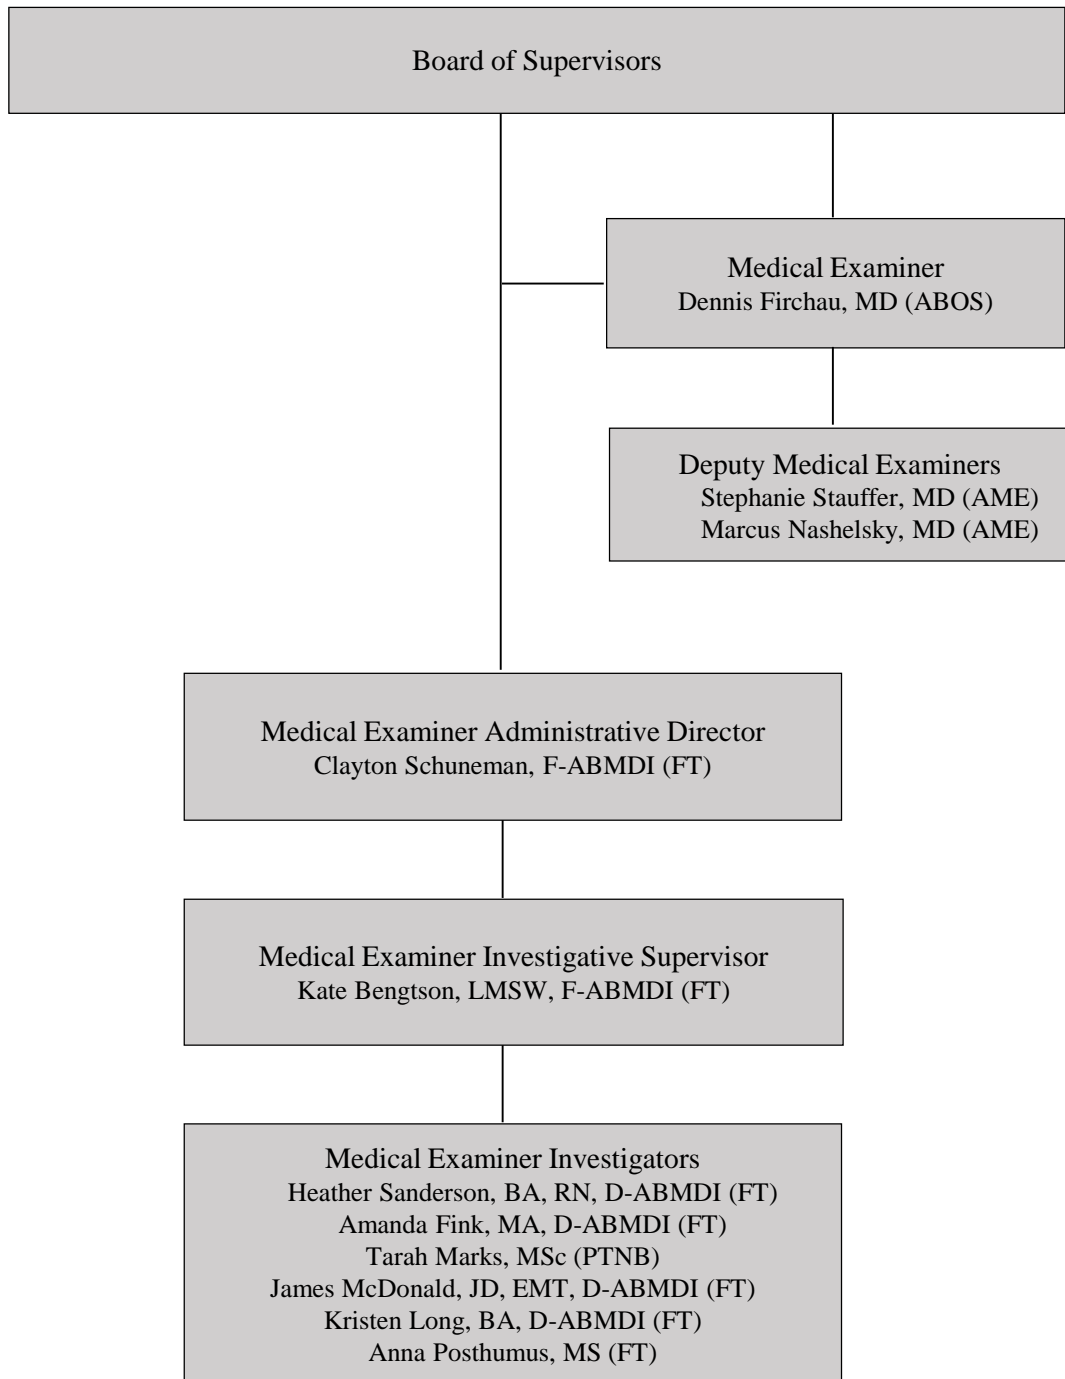 Board of Supervisors
Medical Examiner
Dennis Firchau, MD (ABOS)
Deputy Medical Examiners
Stephanie Stauffer, MD (AME)
Marcus Nashelsky, MD (AME)
Medical Examiner Administrative Director
Clayton Schuneman, F-ABMDI (FT)
Medical Examiner Investigative Supervisor
Kate Bengtson, LMSW, F-ABMDI (FT)
Medical Examiner Investigators
Heather Sanderson, BA, RN, D-ABMDI (FT)
Amanda Fink, MA, D-ABMDI (FT)
Tarah Marks, MSc (PTNB)
James McDonald, JD, EMT, D-ABMDI (FT)
Kristen Long, BA, D-ABMDI (FT)
Anna Posthumus, MS (FT)